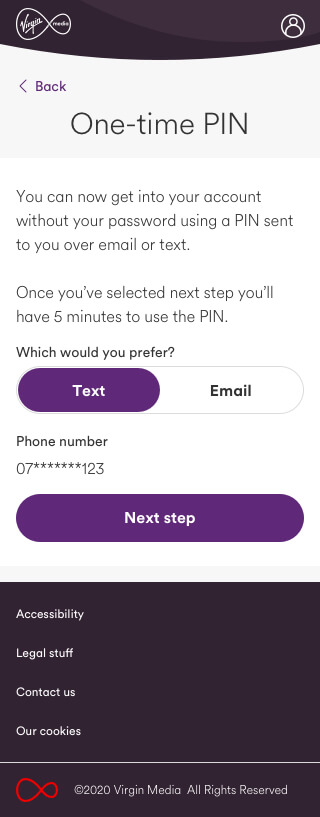 Virgin media
Back
One-time PIN
You can now get into your account
without your password using a PIN sent
to you over email or text.
Once you’ve selected next step you’ll
have 5 minutes to use the PIN.
Which would you prefer?
Text Email
Phone number
07*******123
Next step
Accessibility
Legal stuff
Contact us
Our cookies
©2020 Virgin Media All Rights Reserved